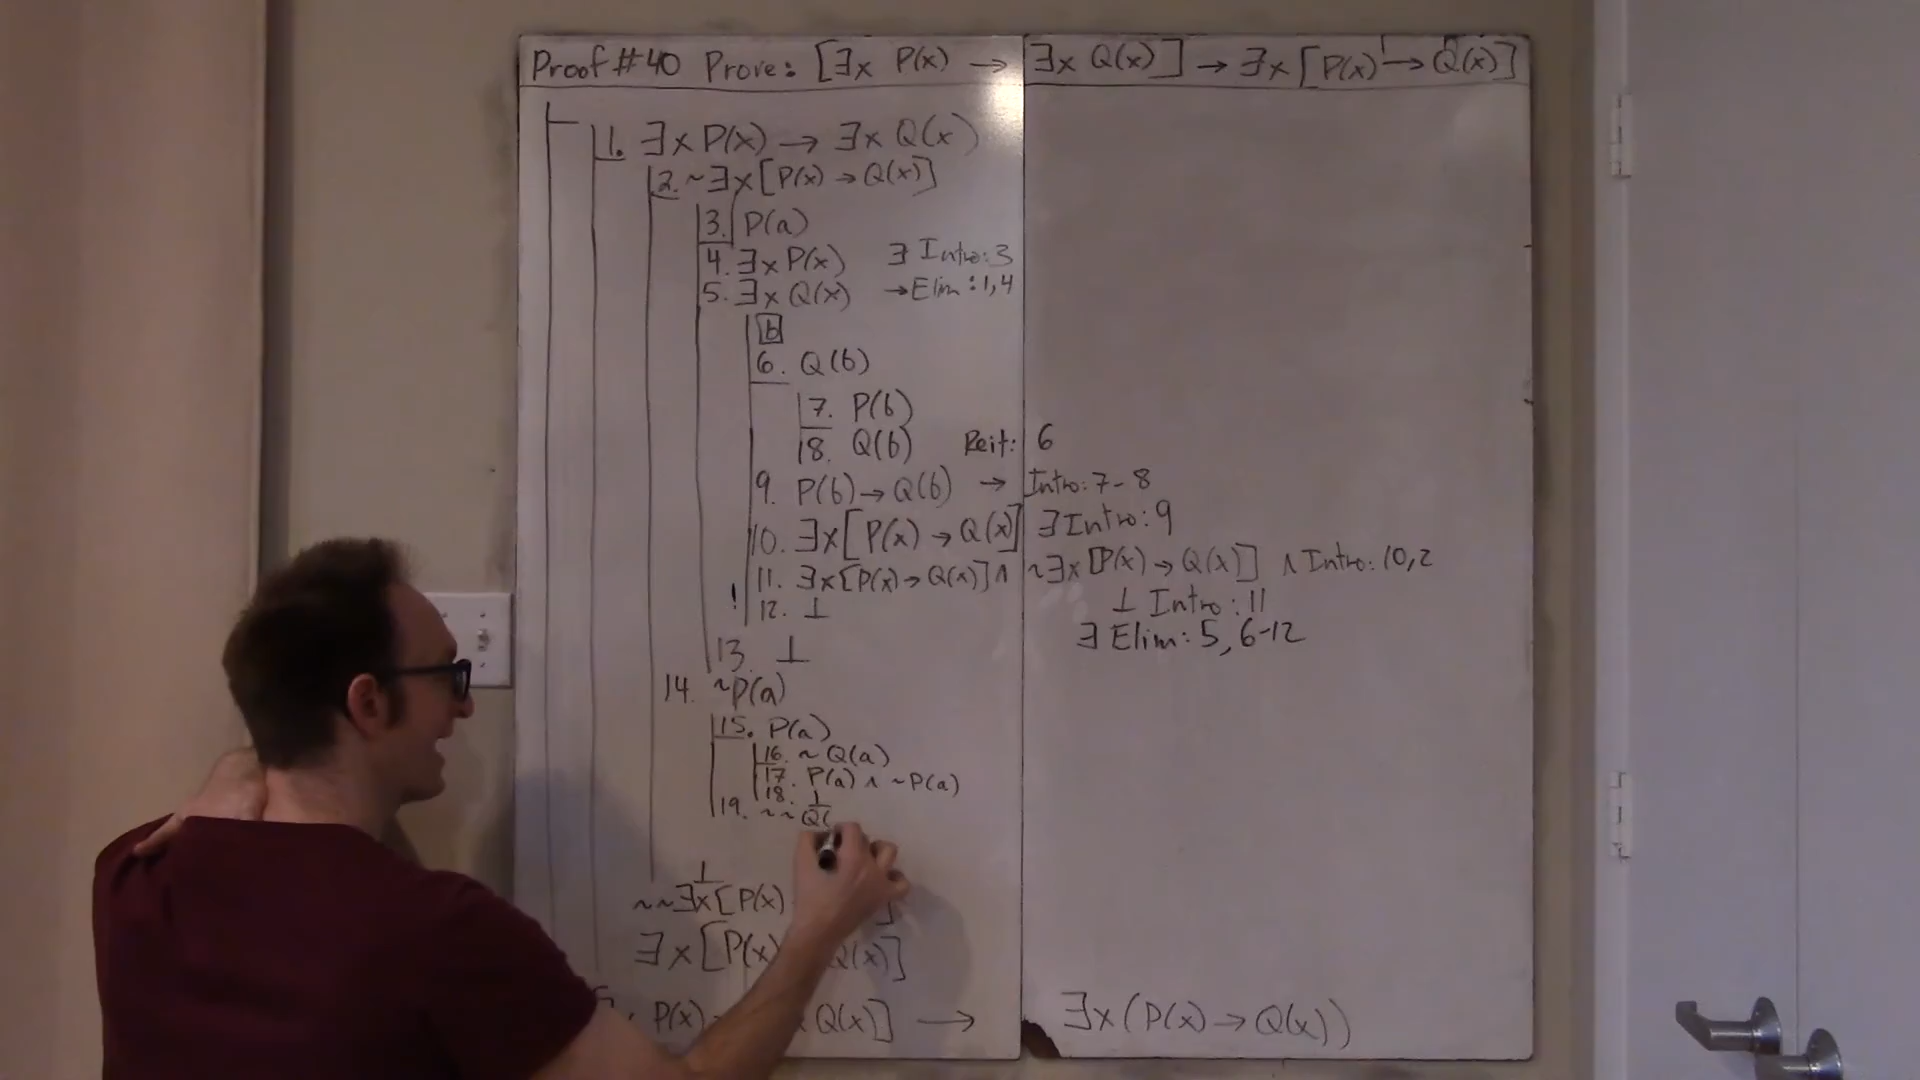 Proof #40 Prove: [∃x P(x) → ∃x Q(x)] → ∃x [P(x) → Q(x)]
1. ∃x P(x) → ∃x Q(x)
2. ~∃x[P(x) → Q(x)]
3. P(a)
4. ∃x P(x) ∃ Intro: 3
5. ∃x Q(x) → Elim: 1,4
b
6. Q(b)
7. P(b)
8. Q(b) Reit: 6
9. P(b) → Q(b) → Intro: 7-8
10. ∃x[P(x) → Q(x)] ∃ Intro: 9
11. ∃x[P(x) → Q(x)] ∧ ~∃x[P(x) → Q(x)] ∧ Intro: 10,2
12. ⊥ ⊥ Intro: 11
13. ⊥ ∃ Elim: 5, 6-12
14. ~P(a)
15. P(a)
16. ~Q(a)
17. P(a) ∧ ~P(a)
18. ⊥
19. ~~Q(
⊥
~~∃x[P(x) ]
∃x[P(x) Q(x)]
P(x) Q(x)] → ∃x(P(x) → Q(x))